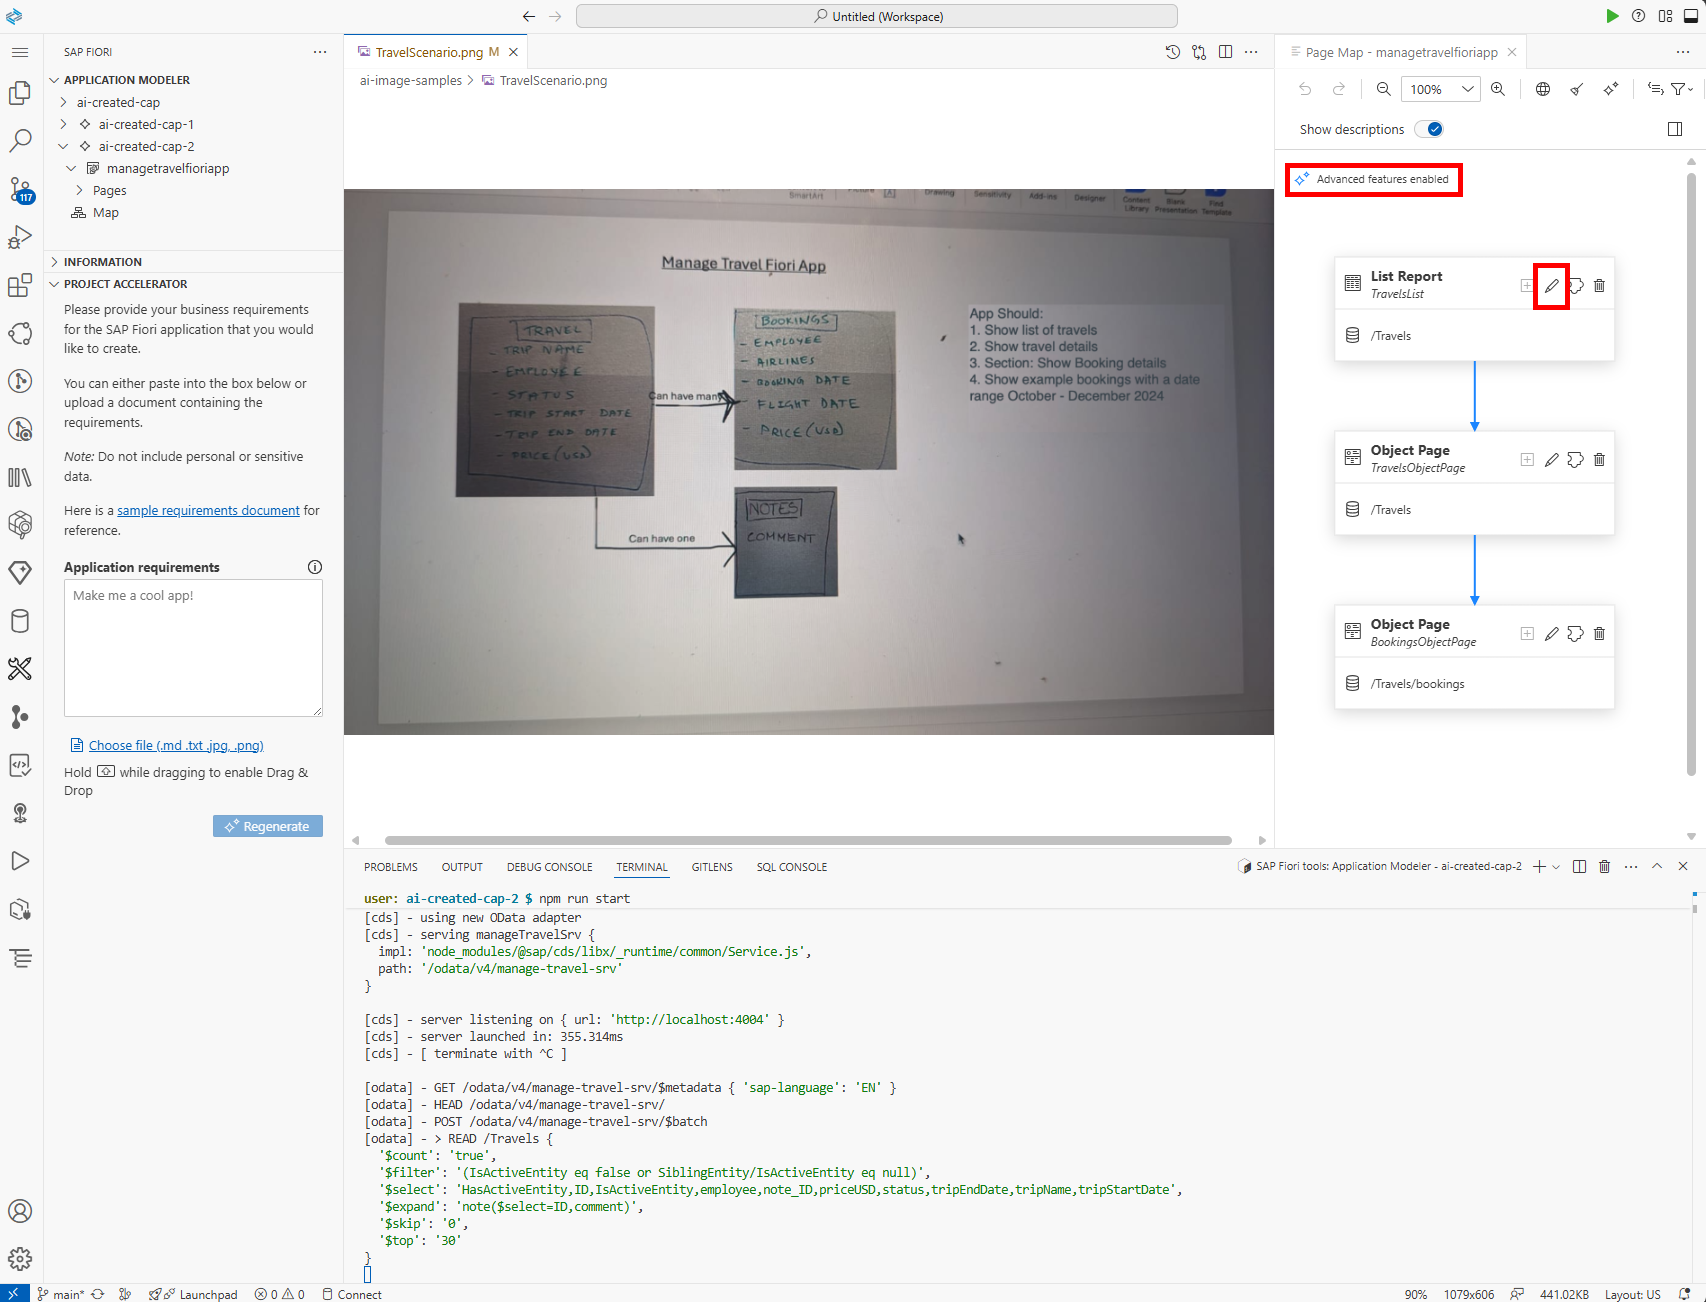 Untitled (Workspace)
SAP FIORI
APPLICATION MODELER
ai-created-cap
ai-created-cap-1
ai-created-cap-2
managetravelfioriapp
Pages
Map
INFORMATION
PROJECT ACCELERATOR
Please provide your business requirements
for the SAP Fiori application that you would
like to create.
You can either paste into the box below or
upload a document containing the
requirements.
Note: Do not include personal or sensitive
data.
Here is a sample requirements document for
reference.
Application requirements
Make me a cool app!
Choose file (.md .txt .jpg, .png)
Hold while dragging to enable Drag &
Drop
Regenerate
117
TravelScenario.png M
ai-image-samples > TravelScenario.png
SmartArt
Drawing
Sensitivity
Add-ins
Designer
Content
Library
Blank
Presentation
Find
Template
Manage Travel Fiori App
TRAVEL
- TRIP NAME
- EMPLOYEE
- STATUS
- TRIP START DATE
- TRIP END DATE
- PRICE (USD)
Can have many
BOOKINGS
- EMPLOYEE
- AIRLINES
- BOOKING DATE
- FLIGHT DATE
- PRICE (USD)
Can have one
NOTES
COMMENT
App Should:
1. Show list of travels
2. Show travel details
3. Section: Show Booking details
4. Show example bookings with a date
range October - December 2024
Page Map - managetravelfioriapp
100%
Show descriptions
Advanced features enabled
List Report
TravelsList
/Travels
Object Page
TravelsObjectPage
/Travels
Object Page
BookingsObjectPage
/Travels/bookings
PROBLEMS OUTPUT DEBUG CONSOLE TERMINAL GITLENS SQL CONSOLE
SAP Fiori tools: Application Modeler - ai-created-cap-2
user: ai-created-cap-2 $ npm run start
[cds] - using new OData adapter
[cds] - serving manageTravelSrv {
impl: 'node_modules/@sap/cds/libx/_runtime/common/Service.js',
path: '/odata/v4/manage-travel-srv'
}
[cds] - server listening on { url: 'http://localhost:4004' }
[cds] - server launched in: 355.314ms
[cds] - [ terminate with ^C ]
[odata] - GET /odata/v4/manage-travel-srv/$metadata { 'sap-language': 'EN' }
[odata] - HEAD /odata/v4/manage-travel-srv/
[odata] - POST /odata/v4/manage-travel-srv/$batch
[odata] - > READ /Travels {
'$count': 'true',
'$filter': '(IsActiveEntity eq false or SiblingEntity/IsActiveEntity eq null)',
'$select': 'HasActiveEntity,ID,IsActiveEntity,employee,note_ID,priceUSD,status,tripEndDate,tripName,tripStartDate',
'$expand': 'note($select=ID,comment)',
'$skip': '0',
'$top': '30'
}
main* Launchpad 0 0 Connect
90% 1079x606 441.02KB Layout: US